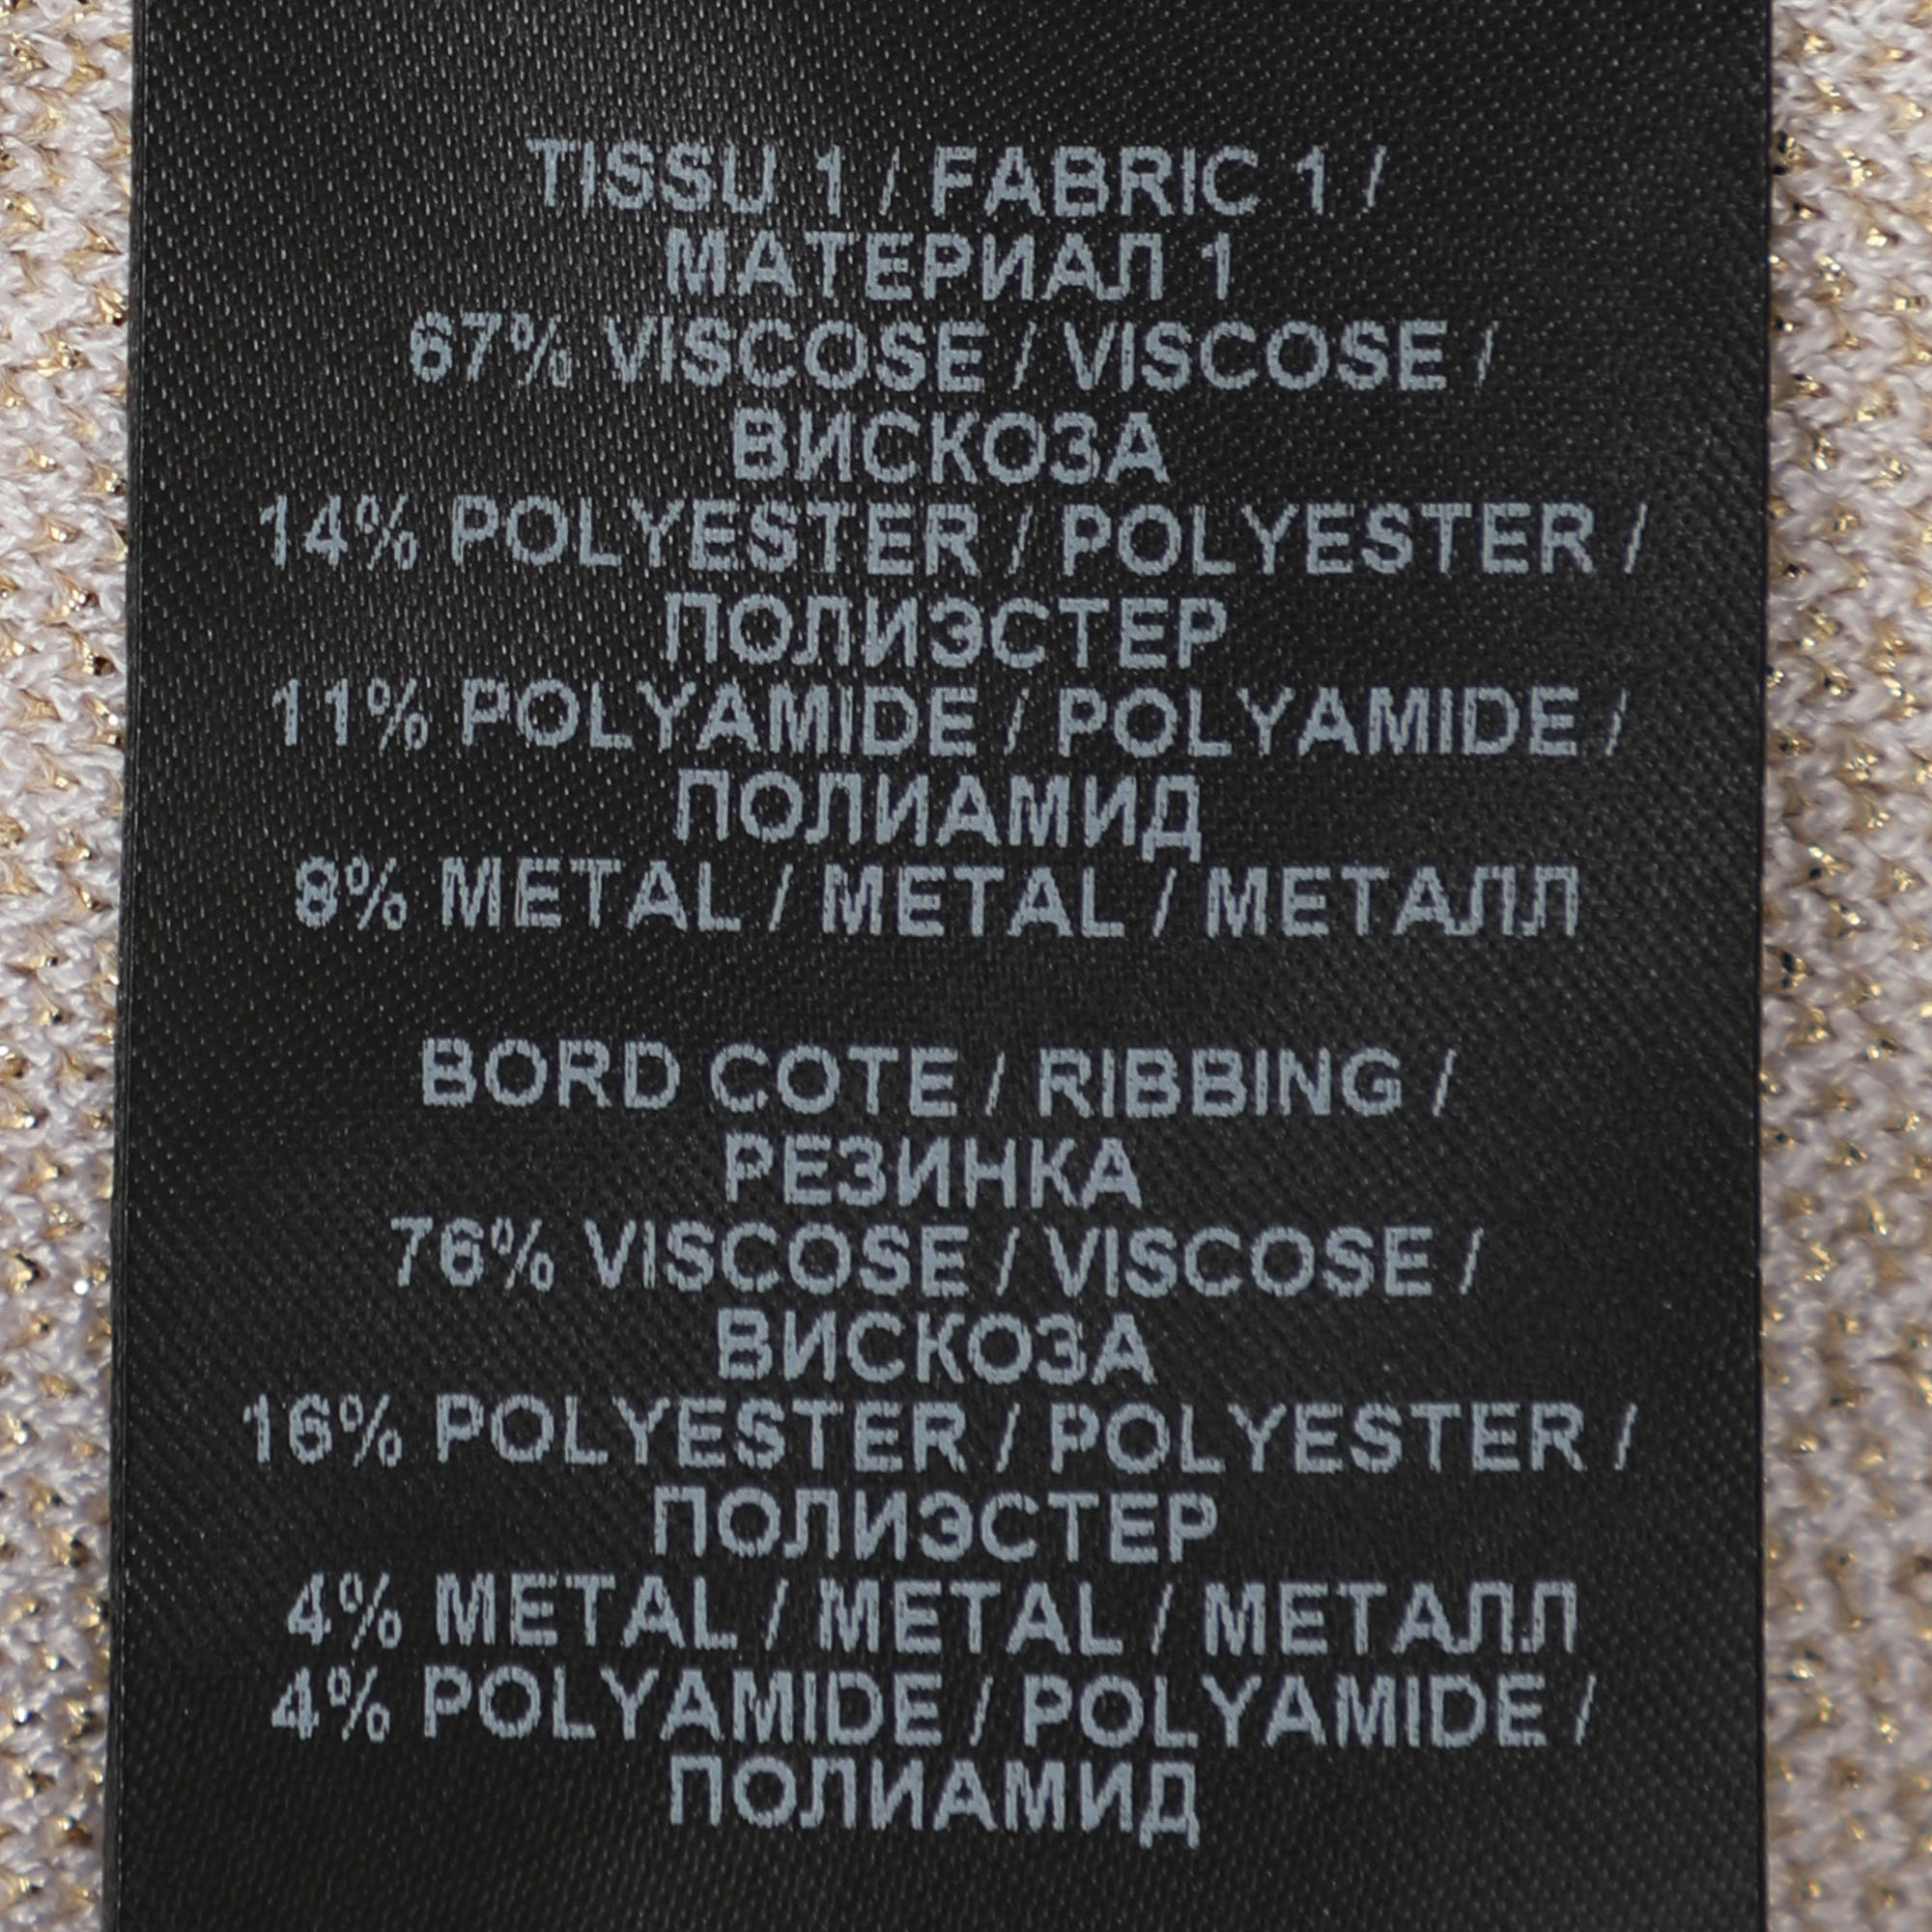 TISSU 1 / FABRIC 1 /
МАТЕРИАЛ 1
67% VISCOSE / VISCOSE /
ВИСКОЗА
14% POLYESTER / POLYESTER /
ПОЛИЭСТЕР
11% POLYAMIDE / POLYAMIDE /
ПОЛИАМИД
8% METAL / METAL / МЕТАЛЛ
BORD COTE / RIBBING /
РЕЗИНКА
76% VISCOSE / VISCOSE /
ВИСКОЗА
16% POLYESTER / POLYESTER /
ПОЛИЭСТЕР
4% METAL / METAL / МЕТАЛЛ
4% POLYAMIDE / POLYAMIDE /
ПОЛИАМИД